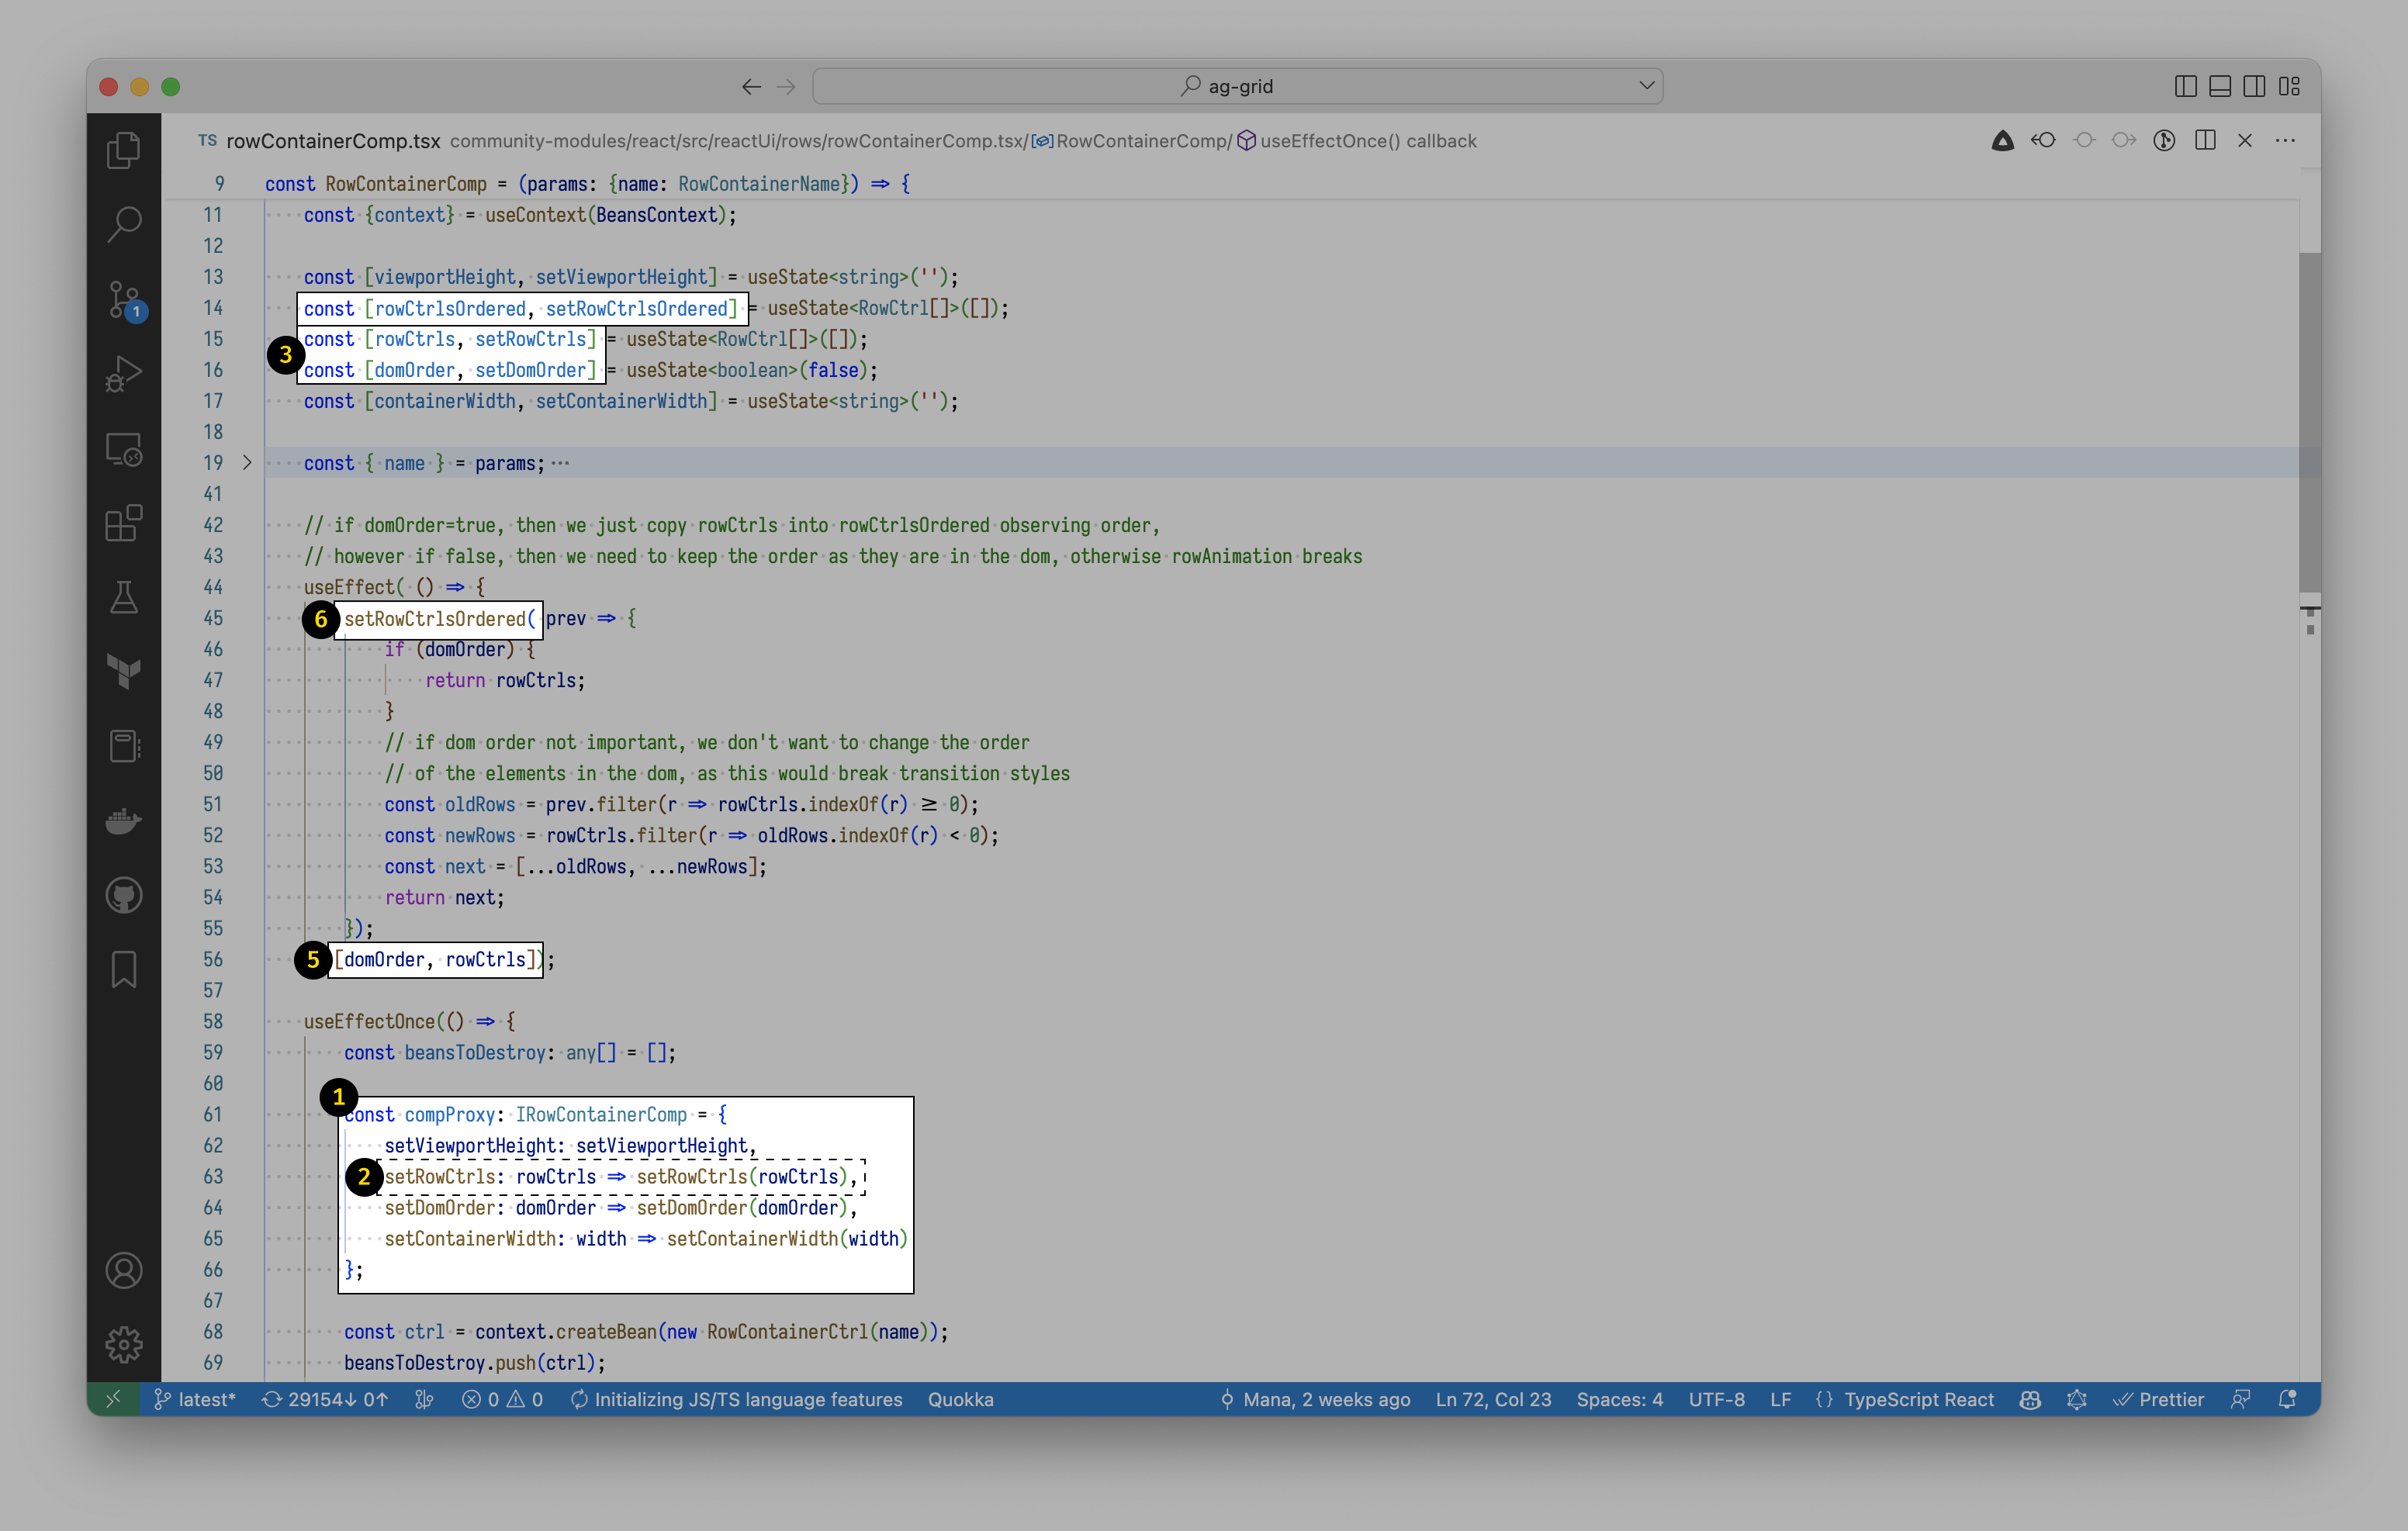 ag-grid
TS rowContainerComp.tsx community-modules/react/src/reactUi/rows/rowContainerComp.tsx/RowContainerComp/ useEffectOnce() callback
9 const RowContainerComp = (params: {name: RowContainerName}) ⇒ {
11 const {context} = useContext(BeansContext);
12
13 const [viewportHeight, setViewportHeight] = useState<string>('');
14 const [rowCtrlsOrdered, setRowCtrlsOrdered] = useState<RowCtrl[]>([]);
15 const [rowCtrls, setRowCtrls] = useState<RowCtrl[]>([]);
3
16 const [domOrder, setDomOrder] = useState<boolean>(false);
17 const [containerWidth, setContainerWidth] = useState<string>('');
18
19 const { name } = params; ···
41
42 // if domOrder=true, then we just copy rowCtrls into rowCtrlsOrdered observing order,
43 // however if false, then we need to keep the order as they are in the dom, otherwise rowAnimation breaks
44 useEffect( () ⇒ {
45 6 setRowCtrlsOrdered( prev ⇒ {
46 if (domOrder) {
47 return rowCtrls;
48 }
49 // if dom order not important, we don't want to change the order
50 // of the elements in the dom, as this would break transition styles
51 const oldRows = prev.filter(r ⇒ rowCtrls.indexOf(r) ≥ 0);
52 const newRows = rowCtrls.filter(r ⇒ oldRows.indexOf(r) < 0);
53 const next = [...oldRows, ...newRows];
54 return next;
55 });
56 5 [domOrder, rowCtrls]);
57
58 useEffectOnce(() ⇒ {
59 const beansToDestroy: any[] = [];
60
1
61 const compProxy: IRowContainerComp = {
62 setViewportHeight: setViewportHeight,
63 2 setRowCtrls: rowCtrls ⇒ setRowCtrls(rowCtrls),
64 setDomOrder: domOrder ⇒ setDomOrder(domOrder),
65 setContainerWidth: width ⇒ setContainerWidth(width)
66 };
67
68 const ctrl = context.createBean(new RowContainerCtrl(name));
69 beansToDestroy.push(ctrl);
1
latest* 29154↓ 0↑ 0 0 Initializing JS/TS language features Quokka Mana, 2 weeks ago Ln 72, Col 23 Spaces: 4 UTF-8 LF {} TypeScript React Prettier